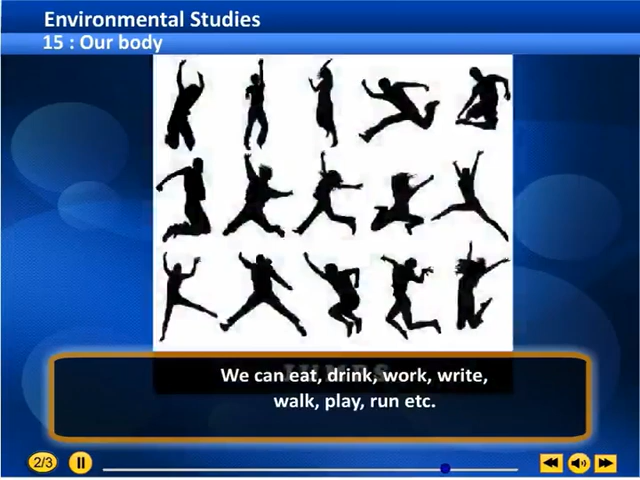 Environmental Studies
15 : Our body
We can eat, drink, work, write,
walk, play, run etc.
2/3